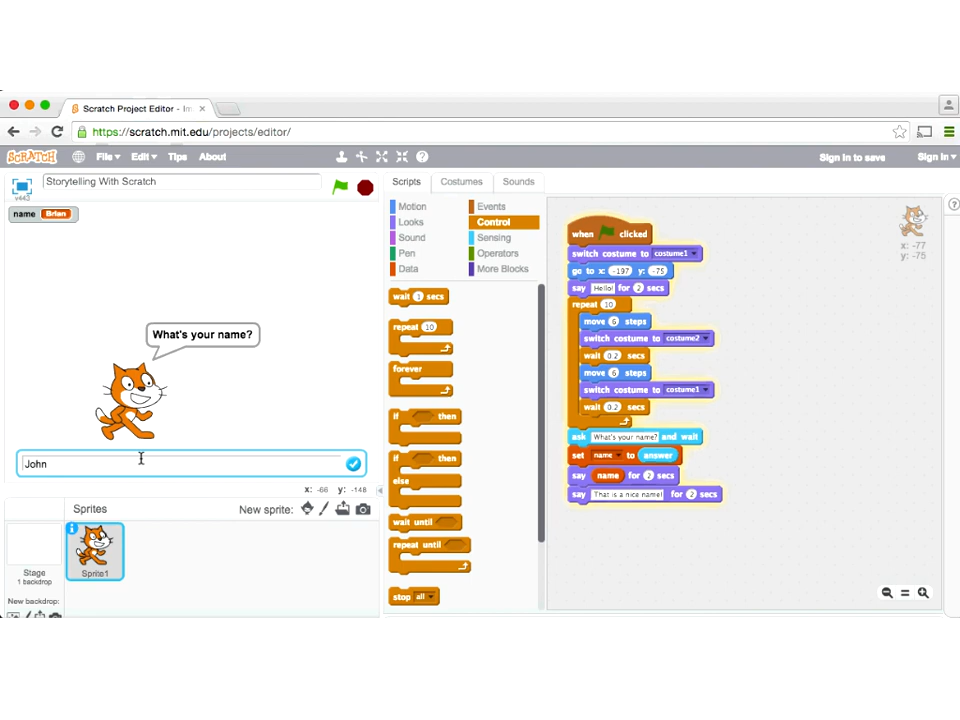 Scratch Project Editor - Im
https://scratch.mit.edu/projects/editor/
SCRATCH File Edit Tips About Sign in to save Sign in
Storytelling With Scratch
v443
name Brian
What's your name?
John
x: -66 y: -148
Sprites New sprite:
Stage
1 backdrop
New backdrop:
Sprite1
Scripts Costumes Sounds
Motion Events
Looks Control
Sound Sensing
Pen Operators
Data More Blocks
wait 1 secs
repeat 10
forever
if then
if then
else
wait until
repeat until
stop all
when clicked
switch costume to costume1
go to x: -197 y: -75
say Hello! for 2 secs
repeat 10
move 6 steps
switch costume to costume2
wait 0.2 secs
move 6 steps
switch costume to costume1
wait 0.2 secs
ask What's your name? and wait
set name to answer
say name for 2 secs
say That is a nice name! for 2 secs
x: -77
y: -75